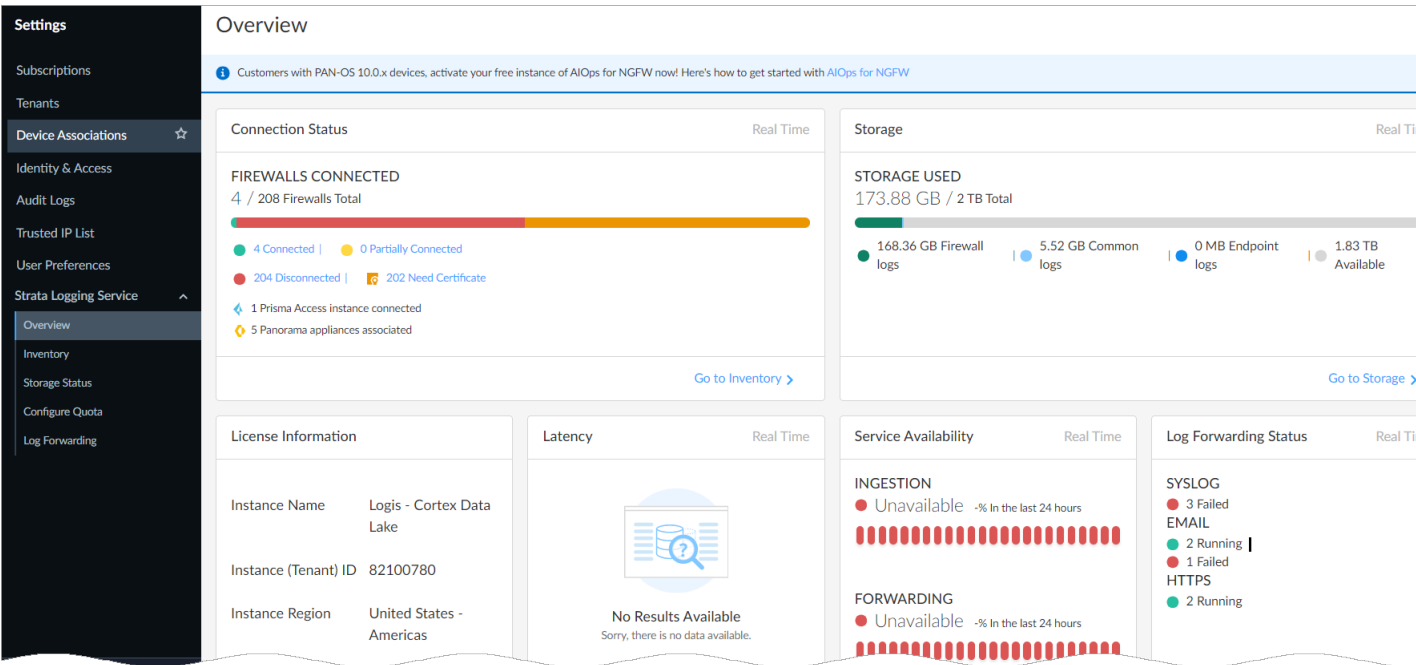 Settings
Subscriptions
Tenants
Device Associations
Identity & Access
Audit Logs
Trusted IP List
User Preferences
Strata Logging Service
Overview
Inventory
Storage Status
Configure Quota
Log Forwarding
Overview
Customers with PAN-OS 10.0.x devices, activate your free instance of AIOps for NGFW now! Here's how to get started with AIOps for NGFW
Connection Status
Real Time
FIREWALLS CONNECTED
4 / 208 Firewalls Total
4 Connected |
0 Partially Connected
204 Disconnected |
202 Need Certificate
1 Prisma Access instance connected
5 Panorama appliances associated
Go to Inventory
Storage
Real Ti
STORAGE USED
173.88 GB / 2 TB Total
168.36 GB Firewall
logs
|
5.52 GB Common
logs
|
0 MB Endpoint
logs
|
1.83 TB
Available
Go to Storage
License Information
Instance Name
Logis - Cortex Data
Lake
Instance (Tenant) ID
82100780
Instance Region
United States -
Americas
Latency
Real Time
?
No Results Available
Sorry, there is no data available.
Service Availability
Real Time
INGESTION
Unavailable -% In the last 24 hours
FORWARDING
Unavailable -% In the last 24 hours
Log Forwarding Status
Real Ti
SYSLOG
3 Failed
EMAIL
2 Running
1 Failed
HTTPS
2 Running